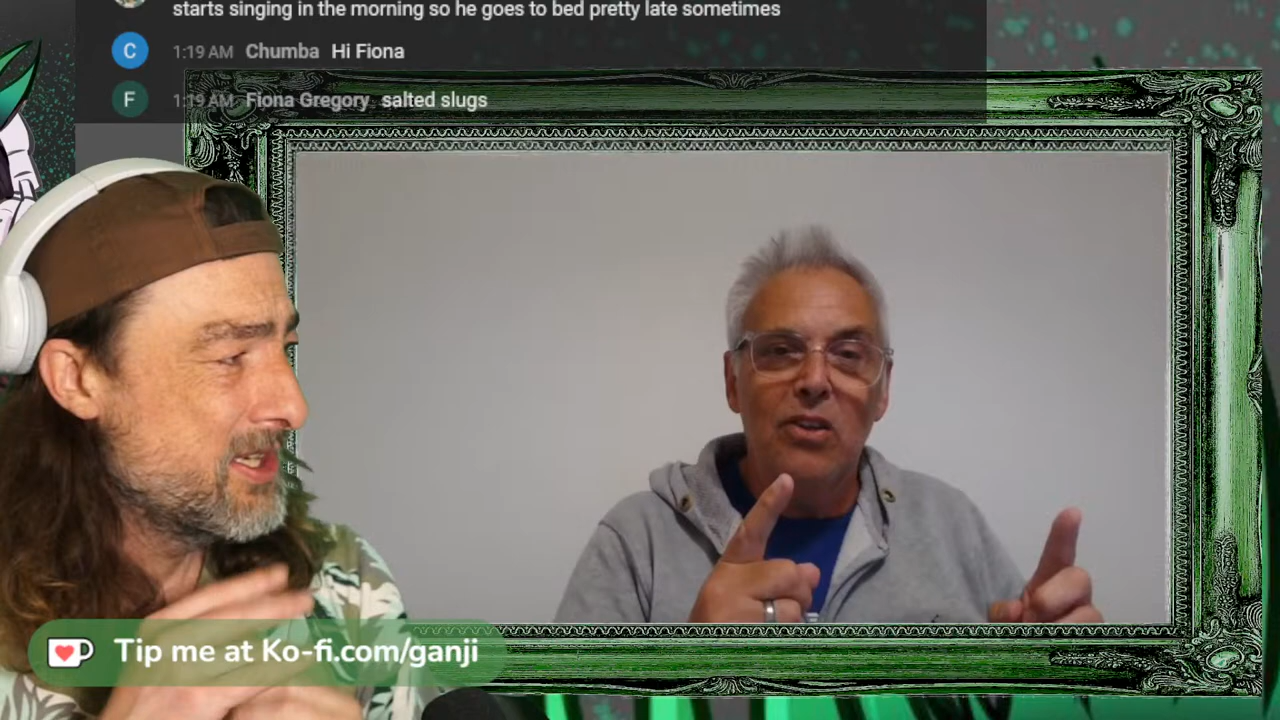 starts singing in the morning so he goes to bed pretty late sometimes
C 1:19 AM Chumba Hi Fiona
F 1:19 AM Fiona Gregory salted slugs
Tip me at Ko-fi.com/ganji